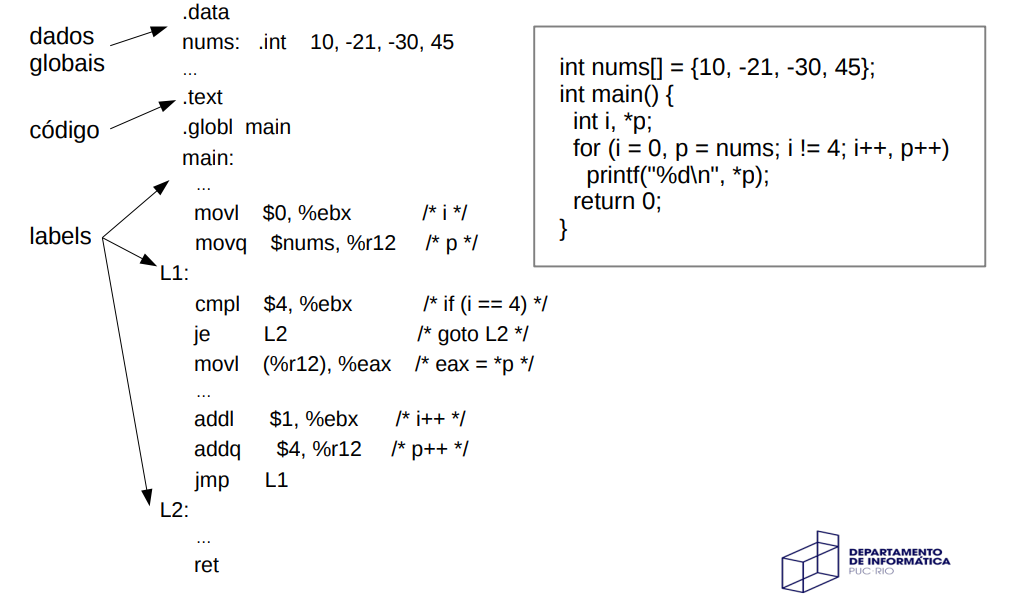 dados
globais
código
labels
.data
nums: .int 10, -21, -30, 45
...
.text
.globl main
main:
...
movl $0, %ebx /* i */
movq $nums, %r12 /* p */
L1:
cmpl $4, %ebx /* if (i == 4) */
je L2 /* goto L2 */
movl (%r12), %eax /* eax = *p */
...
addl $1, %ebx /* i++ */
addq $4, %r12 /* p++ */
jmp L1
L2:
...
ret
int nums[] = {10, -21, -30, 45};
int main() {
int i, *p;
for (i = 0, p = nums; i != 4; i++, p++)
printf("%d\n", *p);
return 0;
}
DEPARTAMENTO
DE INFORMÁTICA
PUC-RIO